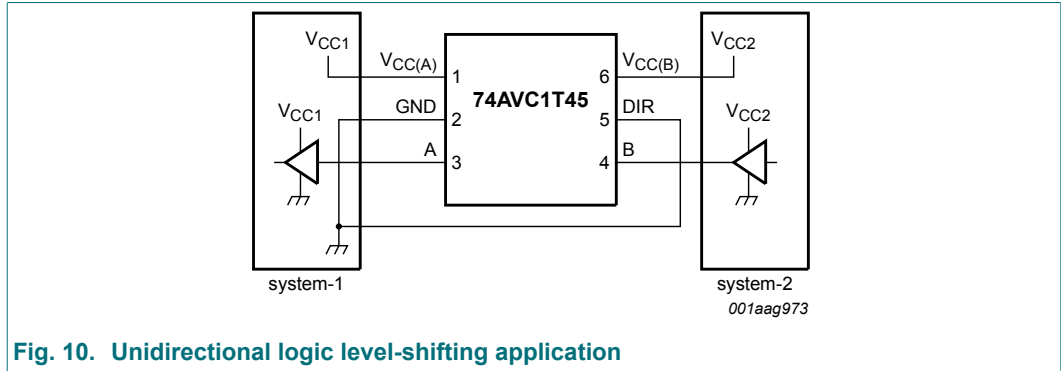 VCC1
VCC(A)
1
74AVC1T45
6
VCC(B)
VCC2
GND
2
5
DIR
VCC1
VCC2
A
3
4
B
system-1
system-2
001aag973
Fig. 10. Unidirectional logic level-shifting application